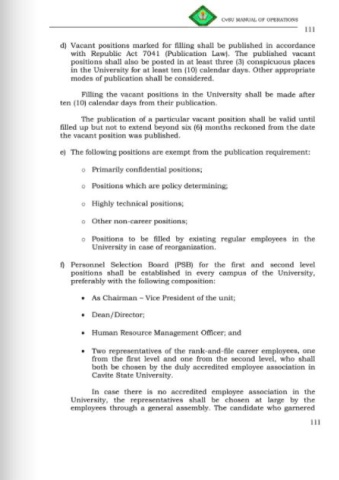 CvSU MANUAL OF OPERATIONS
111
d) Vacant positions marked for filling shall be published in accordance
with Republic Act 7041 (Publication Law). The published vacant
positions shall also be posted in at least three (3) conspicuous places
in the University for at least ten (10) calendar days. Other appropriate
modes of publication shall be considered.
Filling the vacant positions in the University shall be made after
ten (10) calendar days from their publication.
The publication of a particular vacant position shall be valid until
filled up but not to extend beyond six (6) months reckoned from the date
the vacant position was published.
e) The following positions are exempt from the publication requirement:
o Primarily confidential positions;
o Positions which are policy determining;
o Highly technical positions;
o Other non-career positions;
o Positions to be filled by existing regular employees in the
University in case of reorganization.
f) Personnel Selection Board (PSB) for the first and second level
positions shall be established in every campus of the University,
preferably with the following composition:
• As Chairman – Vice President of the unit;
• Dean/Director;
• Human Resource Management Officer; and
• Two representatives of the rank-and-file career employees, one
from the first level and one from the second level, who shall
both be chosen by the duly accredited employee association in
Cavite State University.
In case there is no accredited employee association in the
University, the representatives shall be chosen at large by the
employees through a general assembly. The candidate who garnered
111